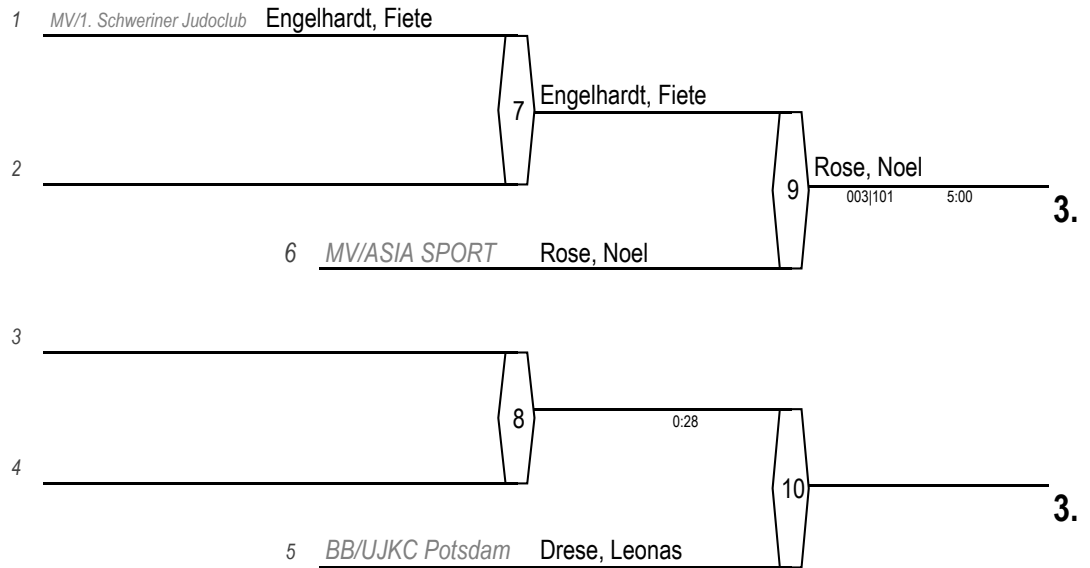 1 MV/1. Schweriner Judoclub Engelhardt, Fiete
7 Engelhardt, Fiete
2
9 Rose, Noel
003|101 5:00
3.
6 MV/ASIA SPORT Rose, Noel
3
8
0:28
4
10
3.
5 BB/UJKC Potsdam Drese, Leonas